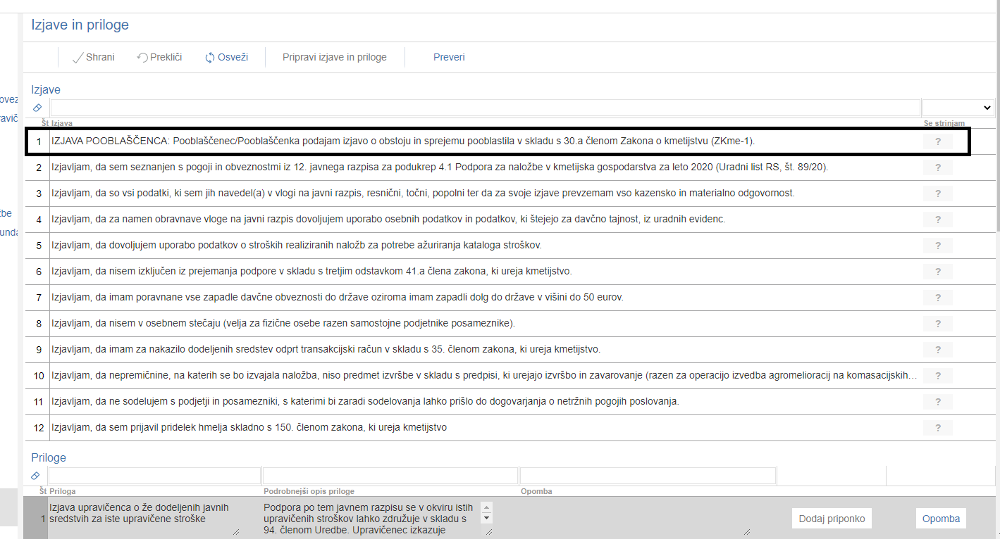 Izjave in priloge
Shrani Prekliči Osveži Pripravi izjave in priloge Preveri
Izjave
Št Izjava Se strinjam
1 IZJAVA POOBLAŠČENCA: Pooblaščenec/Pooblaščenka podajam izjavo o obstoju in sprejemu pooblastila v skladu s 30.a členom Zakona o kmetijstvu (ZKme-1). ?
2 Izjavljam, da sem seznanjen s pogoji in obveznostmi iz 12. javnega razpisa za podukrep 4.1 Podpora za naložbe v kmetijska gospodarstva za leto 2020 (Uradni list RS, št. 89/20). ?
3 Izjavljam, da so vsi podatki, ki sem jih navedel(a) v vlogi na javni razpis, resnični, točni, popolni ter da za svoje izjave prevzemam vso kazensko in materialno odgovornost. ?
4 Izjavljam, da za namen obravnave vloge na javni razpis dovoljujem uporabo osebnih podatkov in podatkov, ki štejejo za davčno tajnost, iz uradnih evidenc. ?
5 Izjavljam, da dovoljujem uporabo podatkov o stroških realiziranih naložb za potrebe ažuriranja kataloga stroškov. ?
6 Izjavljam, da nisem izključen iz prejemanja podpore v skladu s tretjim odstavkom 41.a člena zakona, ki ureja kmetijstvo. ?
7 Izjavljam, da imam poravnane vse zapadle davčne obveznosti do države oziroma imam zapadli dolg do države v višini do 50 eurov. ?
8 Izjavljam, da nisem v osebnem stečaju (velja za fizične osebe razen samostojne podjetnike posameznike). ?
9 Izjavljam, da imam za nakazilo dodeljenih sredstev odprt transakcijski račun v skladu s 35. členom zakona, ki ureja kmetijstvo. ?
10 Izjavljam, da nepremičnine, na katerih se bo izvajala naložba, niso predmet izvršbe v skladu s predpisi, ki urejajo izvršbo in zavarovanje (razen za operacijo izvedba agromelioracij na komasacijskih... ?
11 Izjavljam, da ne sodelujem s podjetji in posamezniki, s katerimi bi zaradi sodelovanja lahko prišlo do dogovarjanja o netržnih pogojih poslovanja. ?
12 Izjavljam, da sem prijavil pridelek hmelja skladno s 150. členom zakona, ki ureja kmetijstvo ?
Priloge
Št Priloga Podrobnejši opis priloge Opomba
1 Izjava upravičenca o že dodeljenih javnih
sredstvih za iste upravičene stroške
Podpora po tem javnem razpisu se v okviru istih
upravičenih stroškov lahko združuje v skladu s
94. členom Uredbe. Upravičenec izkazuje
Dodaj priponko Opomba